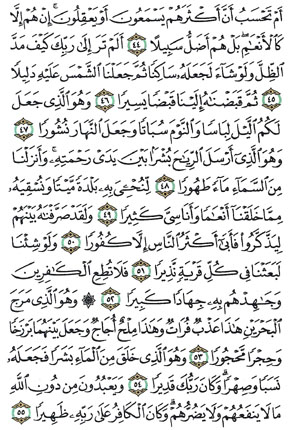 أَمْ تَحْسَبُ أَنَّ أَكْثَرَهُمْ يَسْمَعُونَ أَوْ يَعْقِلُونَ ۚ إِنْ هُمْ إِلَّا
كَالْأَنْعَامِ ۖ بَلْ هُمْ أَضَلُّ سَبِيلًا ٤٤ أَلَمْ تَرَ إِلَىٰ رَبِّكَ كَيْفَ مَدَّ
الظِّلَّ وَلَوْ شَاءَ لَجَعَلَهُ سَاكِنًا ثُمَّ جَعَلْنَا الشَّمْسَ عَلَيْهِ دَلِيلًا
٤٥ ثُمَّ قَبَضْنَاهُ إِلَيْنَا قَبْضًا يَسِيرًا ٤٦ وَهُوَ الَّذِي جَعَلَ
لَكُمُ اللَّيْلَ لِبَاسًا وَالنَّوْمَ سُبَاتًا وَجَعَلَ النَّهَارَ نُشُورًا ٤٧
وَهُوَ الَّذِي أَرْسَلَ الرِّيَاحَ بُشْرًا بَيْنَ يَدَيْ رَحْمَتِهِ ۚ وَأَنْزَلْنَا
مِنَ السَّمَاءِ مَاءً طَهُورًا ٤٨ لِنُحْيِيَ بِهِ بَلْدَةً مَيْتًا وَنُسْقِيَهُ
مِمَّا خَلَقْنَا أَنْعَامًا وَأَنَاسِيَّ كَثِيرًا ٤٩ وَلَقَدْ صَرَّفْنَاهُ بَيْنَهُمْ
لِيَذَّكَّرُوا فَأَبَىٰ أَكْثَرُ النَّاسِ إِلَّا كُفُورًا ٥٠ وَلَوْ شِئْنَا
لَبَعَثْنَا فِي كُلِّ قَرْيَةٍ نَذِيرًا ٥١ فَلَا تُطِعِ الْكَافِرِينَ
وَجَاهِدْهُمْ بِهِ جِهَادًا كَبِيرًا ٥٢ ۞ وَهُوَ الَّذِي مَرَجَ
الْبَحْرَيْنِ هَٰذَا عَذْبٌ فُرَاتٌ وَهَٰذَا مِلْحٌ أُجَاجٌ وَجَعَلَ بَيْنَهُمَا بَرْزَخًا
وَحِجْرًا مَحْجُورًا ٥٣ وَهُوَ الَّذِي خَلَقَ مِنَ الْمَاءِ بَشَرًا فَجَعَلَهُ
نَسَبًا وَصِهْرًا ۗ وَكَانَ رَبُّكَ قَدِيرًا ٥٤ وَيَعْبُدُونَ مِنْ دُونِ اللَّهِ
مَا لَا يَنْفَعُهُمْ وَلَا يَضُرُّهُمْ ۗ وَكَانَ الْكَافِرُ عَلَىٰ رَبِّهِ ظَهِيرًا ٥٥